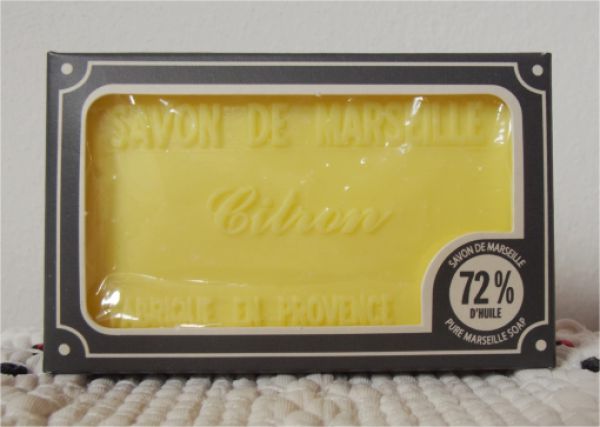 SAVON DE MARSEILLE
Citron
FABRIQUE EN PROVENCE
SAVON DE MARSEILLE
72%
D'HUILE
PURE MARSEILLE SOAP